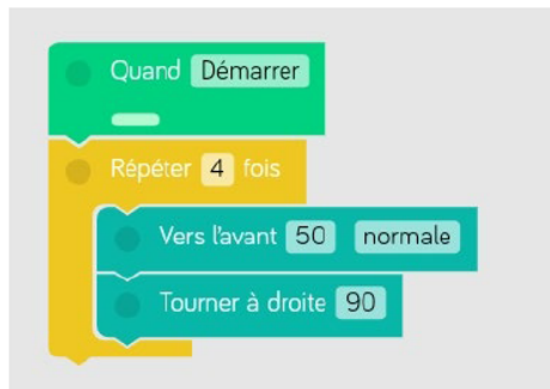 Quand Démarrer
Répéter 4 fois
Vers l'avant 50 normale
Tourner à droite 90